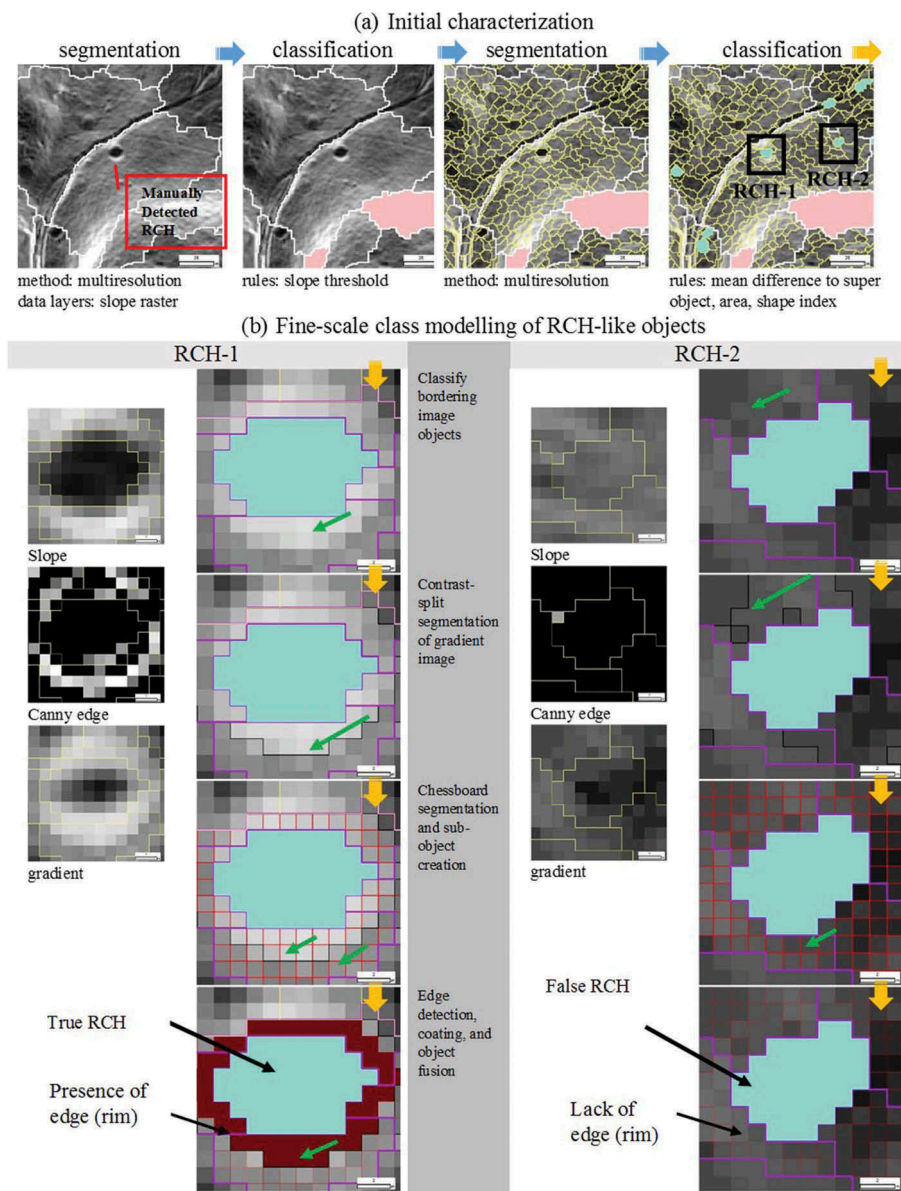 (a) Initial characterization
segmentation
classification
segmentation
classification
Manually
Detected
RCH
RCH-1
RCH-2
method: multiresolution
data layers: slope raster
rules: slope threshold
method: multiresolution
rules: mean difference to super
object, area, shape index
(b) Fine-scale class modelling of RCH-like objects
RCH-1
RCH-2
Slope
Canny edge
gradient
Classify
bordering
image
objects
Contrast-
split
segmentation
of gradient
image
Chessboard
segmentation
and sub-
object
creation
Edge
detection,
coating, and
object
fusion
True RCH
Presence of
edge (rim)
Slope
Canny edge
gradient
False RCH
Lack of
edge (rim)